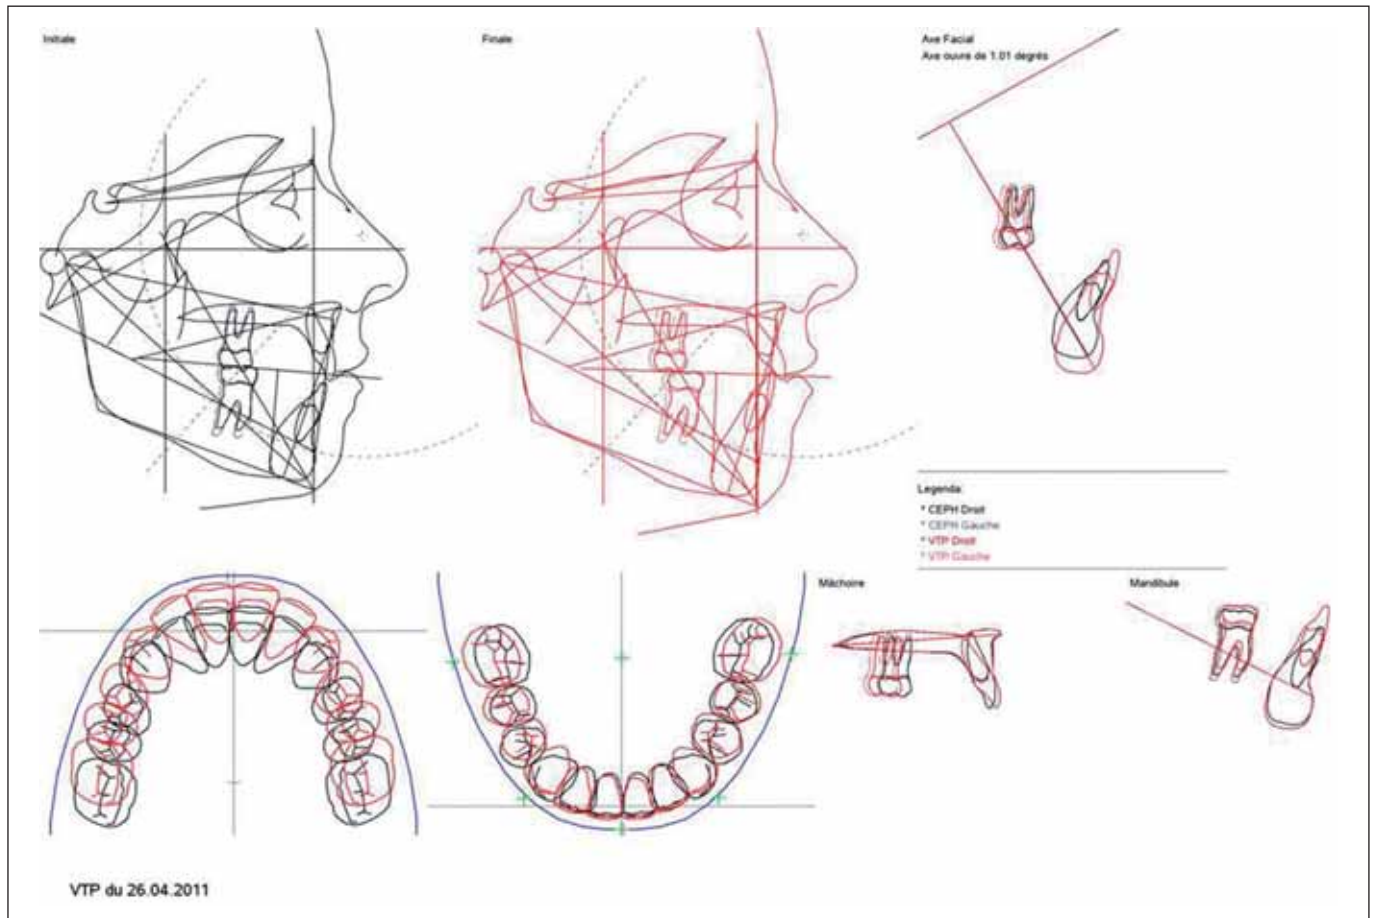 Initiale
Finale
Axe Facial
Axe ouvre de 1.01 degrés
Legenda:
* CEPH Droit
* CEPH Gauche
* VTP Droit
* VTP Gauche
Mâchoire
Mandibule
VTP du 26.04.2011